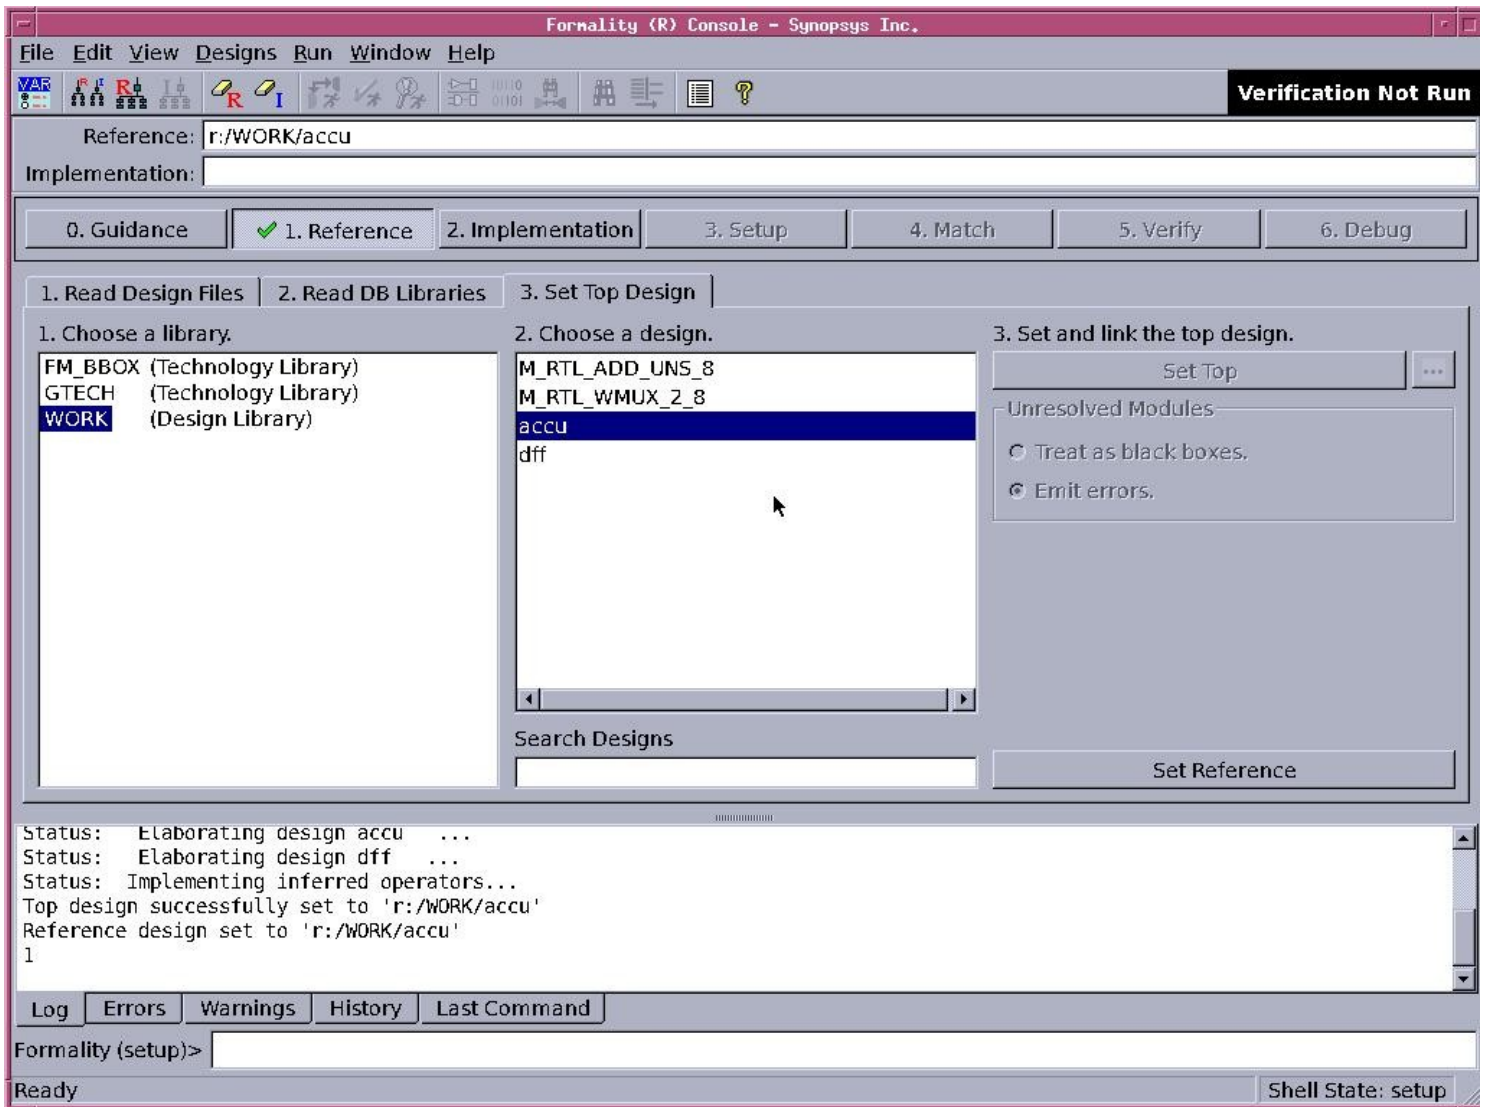 Formality (R) Console - Synopsys Inc.
File Edit View Designs Run Window Help
VAR R I R I R I Verification Not Run
Reference: r:/WORK/accu
Implementation:
0. Guidance 1. Reference 2. Implementation 3. Setup 4. Match 5. Verify 6. Debug
1. Read Design Files 2. Read DB Libraries 3. Set Top Design
1. Choose a library. 2. Choose a design. 3. Set and link the top design.
FM_BBOX (Technology Library)
GTECH (Technology Library)
WORK (Design Library)
M_RTL_ADD_UNS_8
M_RTL_WMUX_2_8
accu
dff
Set Top ...
Unresolved Modules
Treat as black boxes.
Emit errors.
Search Designs
Set Reference
Status: Elaborating design accu ...
Status: Elaborating design dff ...
Status: Implementing inferred operators...
Top design successfully set to 'r:/WORK/accu'
Reference design set to 'r:/WORK/accu'
1
Log Errors Warnings History Last Command
Formality (setup)>
Ready Shell State: setup